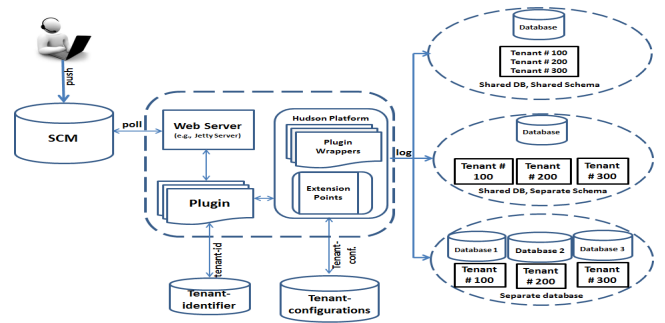 push
SCM
poll
Web Server
(e.g., Jetty Server)
Plugin
Hudson Platform
Plugin
Wrappers
Extension
Points
log
tenant-id
Tenant-
conf.
Tenant-
identifier
Tenant-
configurations
Database
Tenant # 100
Tenant # 200
Tenant # 300
Shared DB, Shared Schema
Database
Tenant #
100
Tenant
# 200
Tenant
# 300
Shared DB, Separate Schema
Database 1
Database 2
Database 3
Tenant
# 100
Tenant
# 200
Tenant
# 300
Separate database